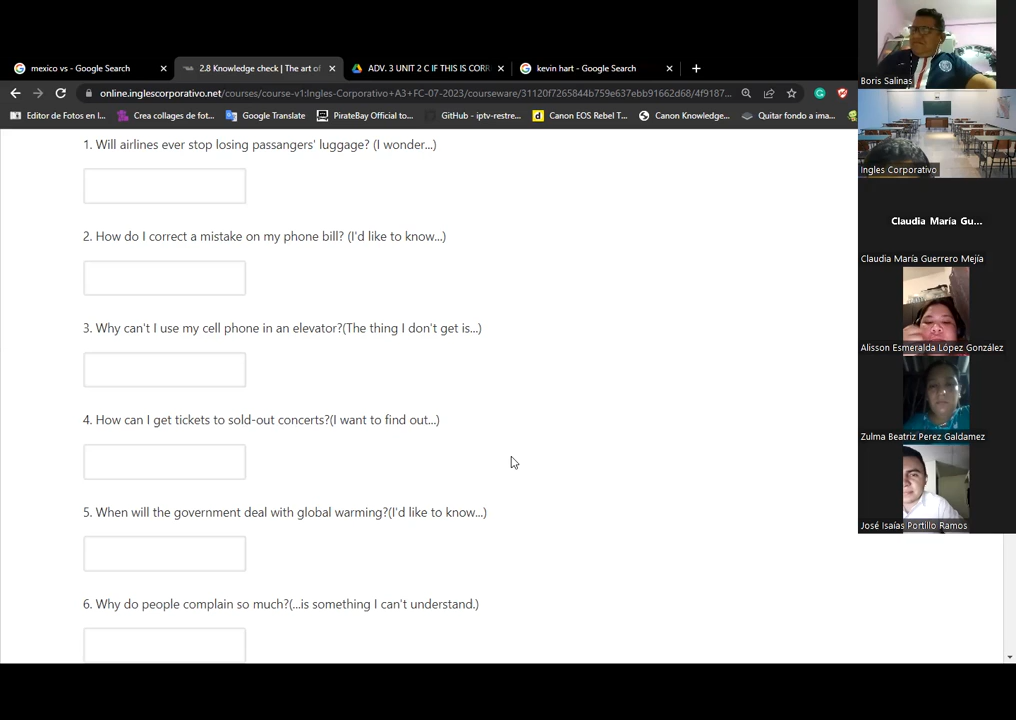 mexico vs - Google Search
2.8 Knowledge check | The art of
ADV. 3 UNIT 2 C IF THIS IS CORR
kevin hart - Google Search
online.inglescorporativo.net/courses/course-v1:Ingles-Corporativo+A3+FC-07-2023/courseware/31120f7265844b759e637ebb91662d68/4f9187...
Editor de Fotos en l...
Crea collages de fot...
Google Translate
PirateBay Official to...
GitHub - iptv-restre...
Canon EOS Rebel T...
Canon Knowledge...
Quitar fondo a ima...
1. Will airlines ever stop losing passangers' luggage? (I wonder...)
2. How do I correct a mistake on my phone bill? (I'd like to know...)
3. Why can't I use my cell phone in an elevator?(The thing I don't get is...)
4. How can I get tickets to sold-out concerts?(I want to find out...)
5. When will the government deal with global warming?(I'd like to know...)
6. Why do people complain so much?(...is something I can't understand.)
Boris Salinas
Ingles Corporativo
Claudia María Gu...
Claudia María Guerrero Mejía
Alisson Esmeralda López González
Zulma Beatriz Perez Galdamez
José Isaías Portillo Ramos